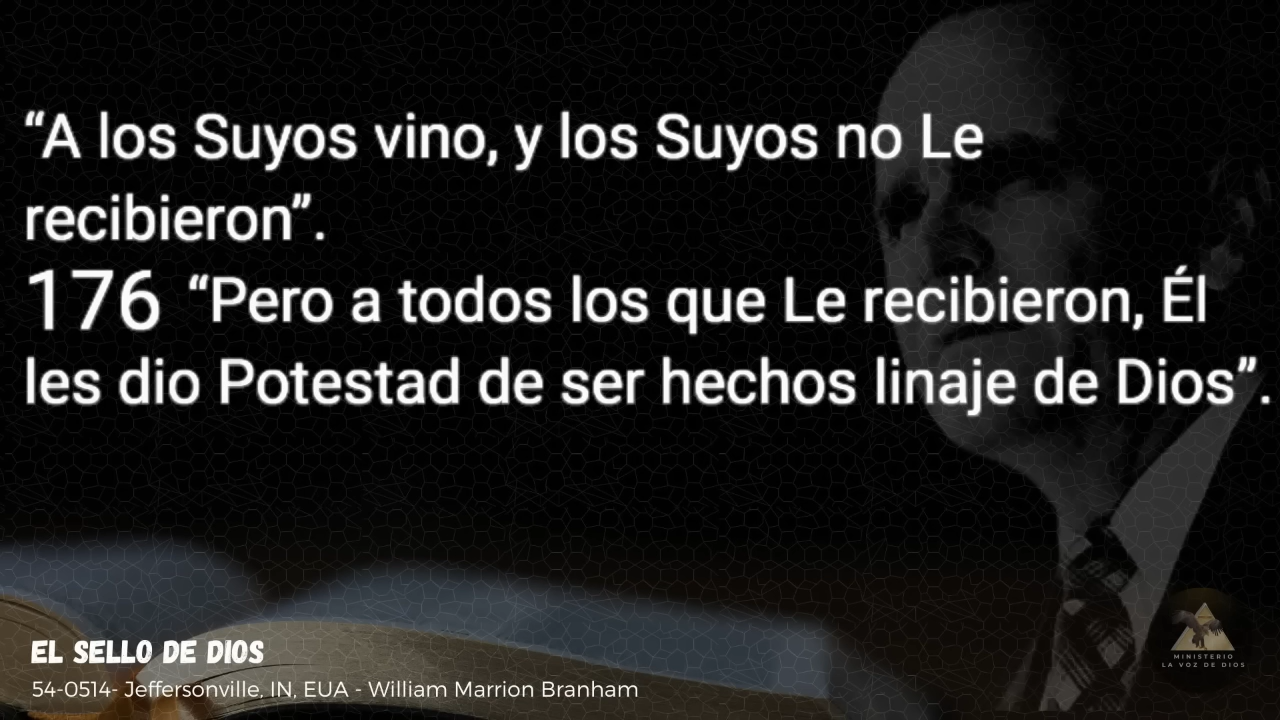 “A los Suyos vino, y los Suyos no Le
recibieron”.
176 “Pero a todos los que Le recibieron, Él
les dio Potestad de ser hechos linaje de Dios”.
EL SELLO DE DIOS
54-0514- Jeffersonville, IN, EUA - William Marrion Branham
MINISTERIO
LA VOZ DE DIOS